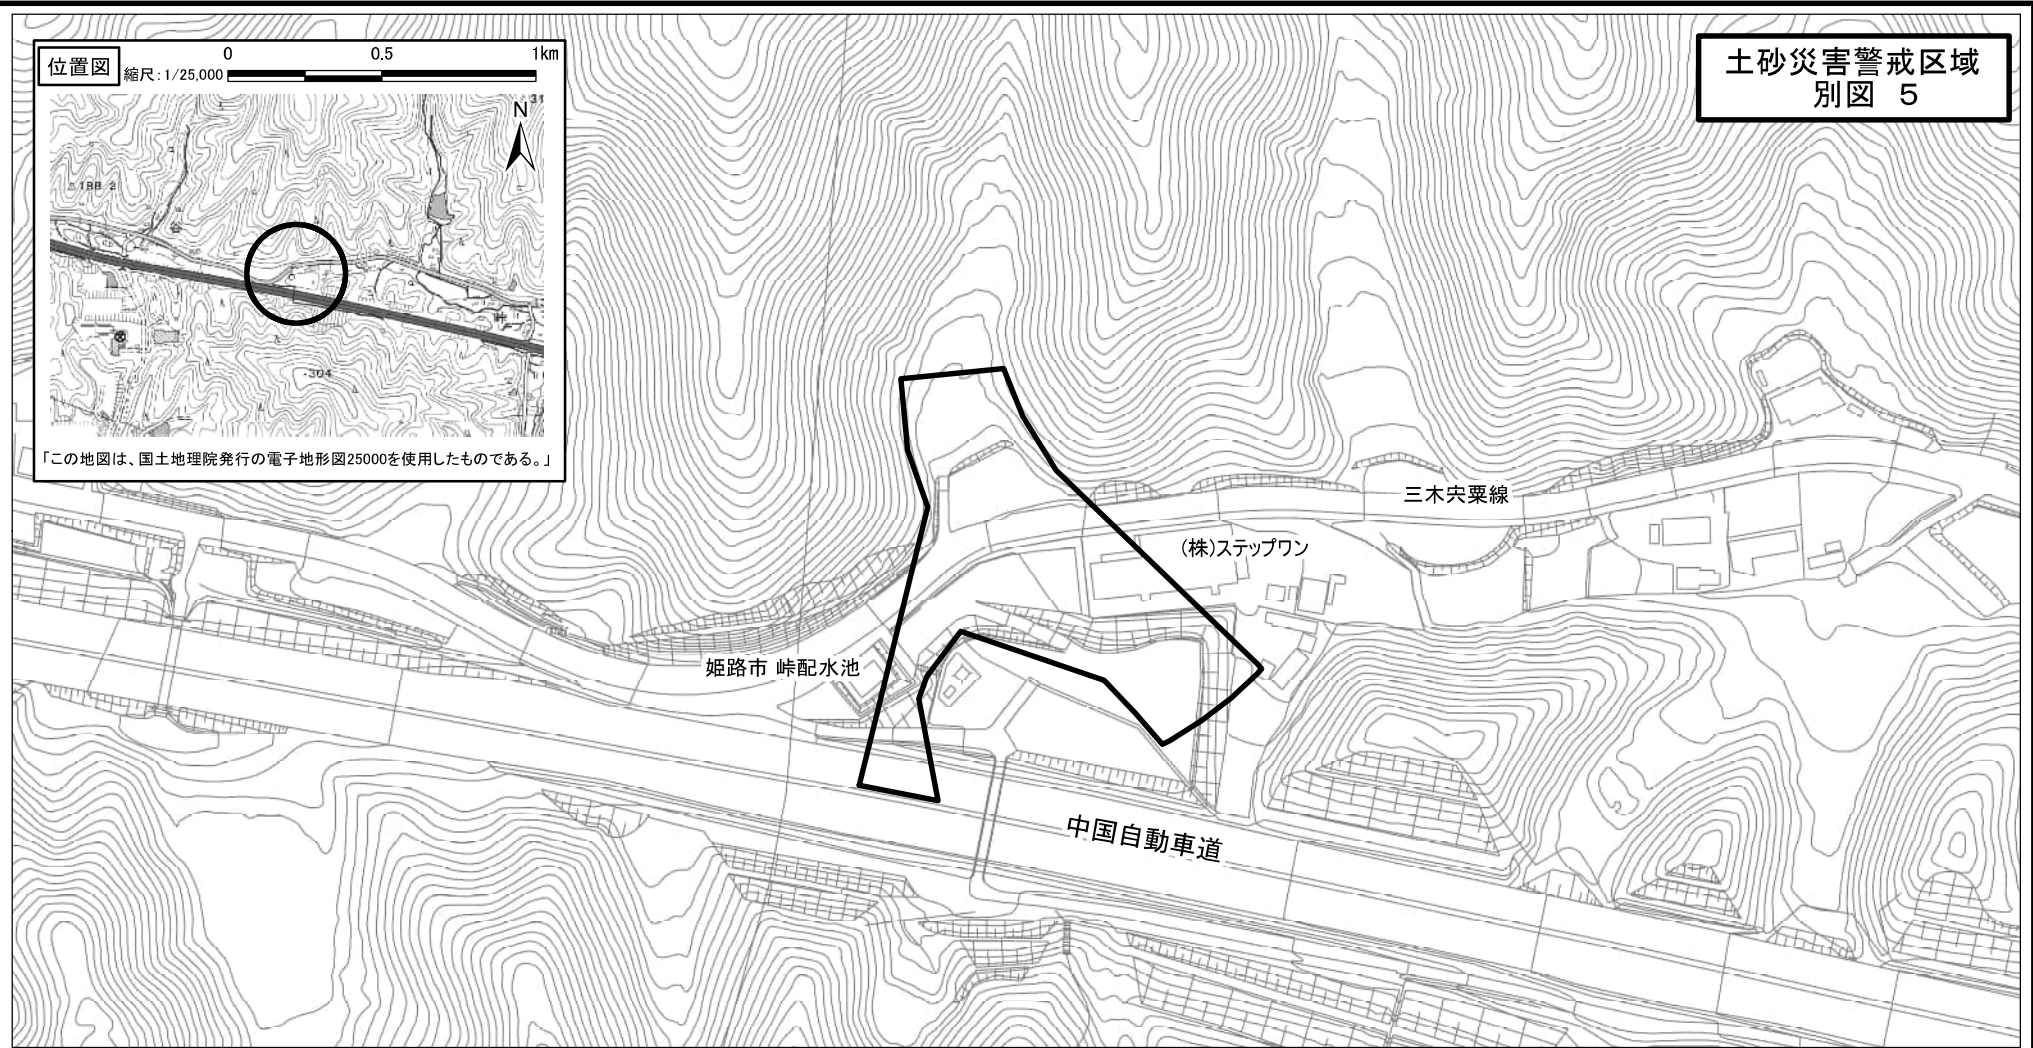 位置図
縮尺:1/25,000
0 0.5 1km
N
31
188.2
304
「この地図は、国土地理院発行の電子地形図25000を使用したものである。」
土砂災害警戒区域
別図 5
三木宍粟線
(株)ステップワン
姫路市 峠配水池
中国自動車道